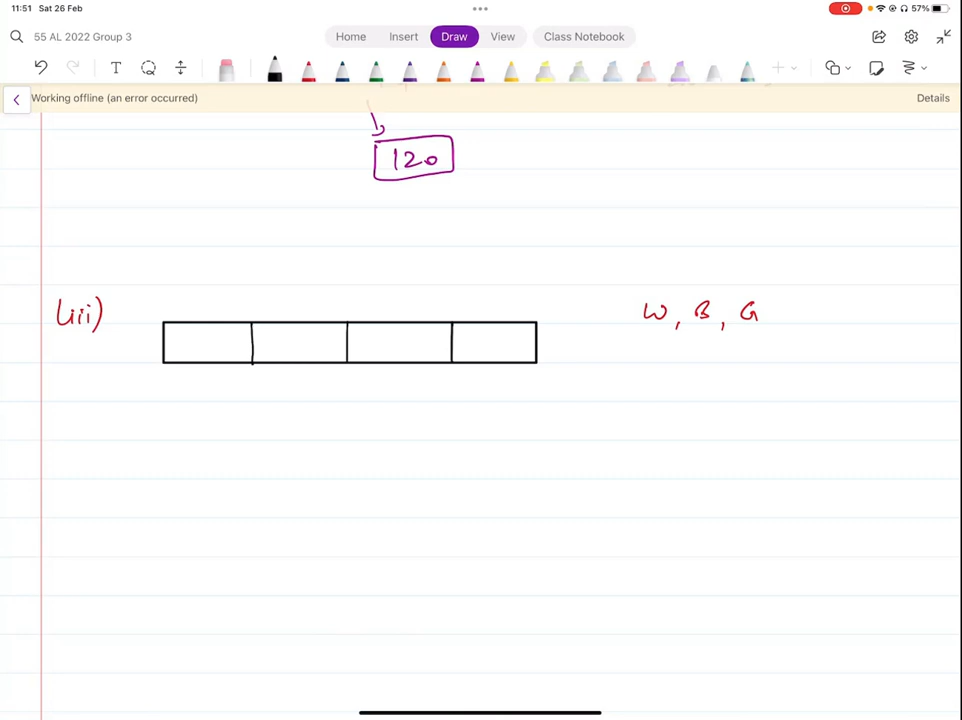 11:51 Sat 26 Feb 57%
55 AL 2022 Group 3 Home Insert Draw View Class Notebook
T
Working offline (an error occurred) Details
120
(iii) W, B, G